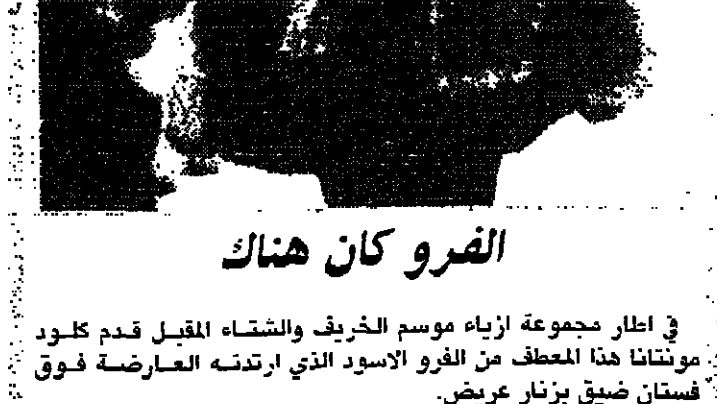 الفرو كان هناك
في اطار مجموعة ازياء موسم الخريف والشتاء المقبل قدم كلود
مونتانا هذا المعطف من الفرو الاسود الذي ارتدته العارضة فوق
فستان ضيق بزنار عريض.